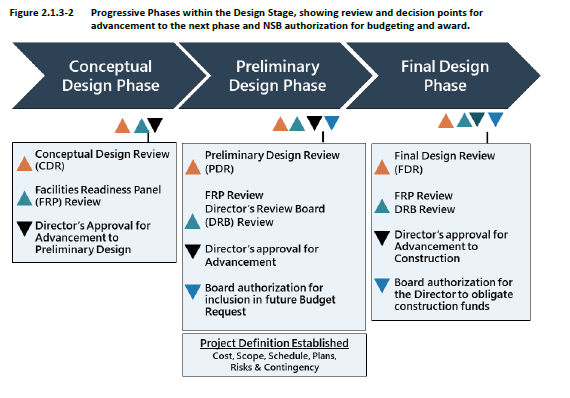 Figure 2.1.3-2 Progressive Phases within the Design Stage, showing review and decision points for
advancement to the next phase and NSB authorization for budgeting and award.
Conceptual
Design Phase
Preliminary
Design Phase
Final Design
Phase
Conceptual Design Review
(CDR)
Facilities Readiness Panel
(FRP) Review
Director's Approval for
Advancement to
Preliminary Design
Preliminary Design Review
(PDR)
FRP Review
Director's Review Board
(DRB) Review
Director's approval for
Advancement
Board authorization for
inclusion in future Budget
Request
Project Definition Established
Cost, Scope, Schedule, Plans,
Risks & Contingency
Final Design Review
(FDR)
FRP Review
DRB Review
Director's approval for
Advancement to
Construction
Board authorization for
the Director to obligate
construction funds